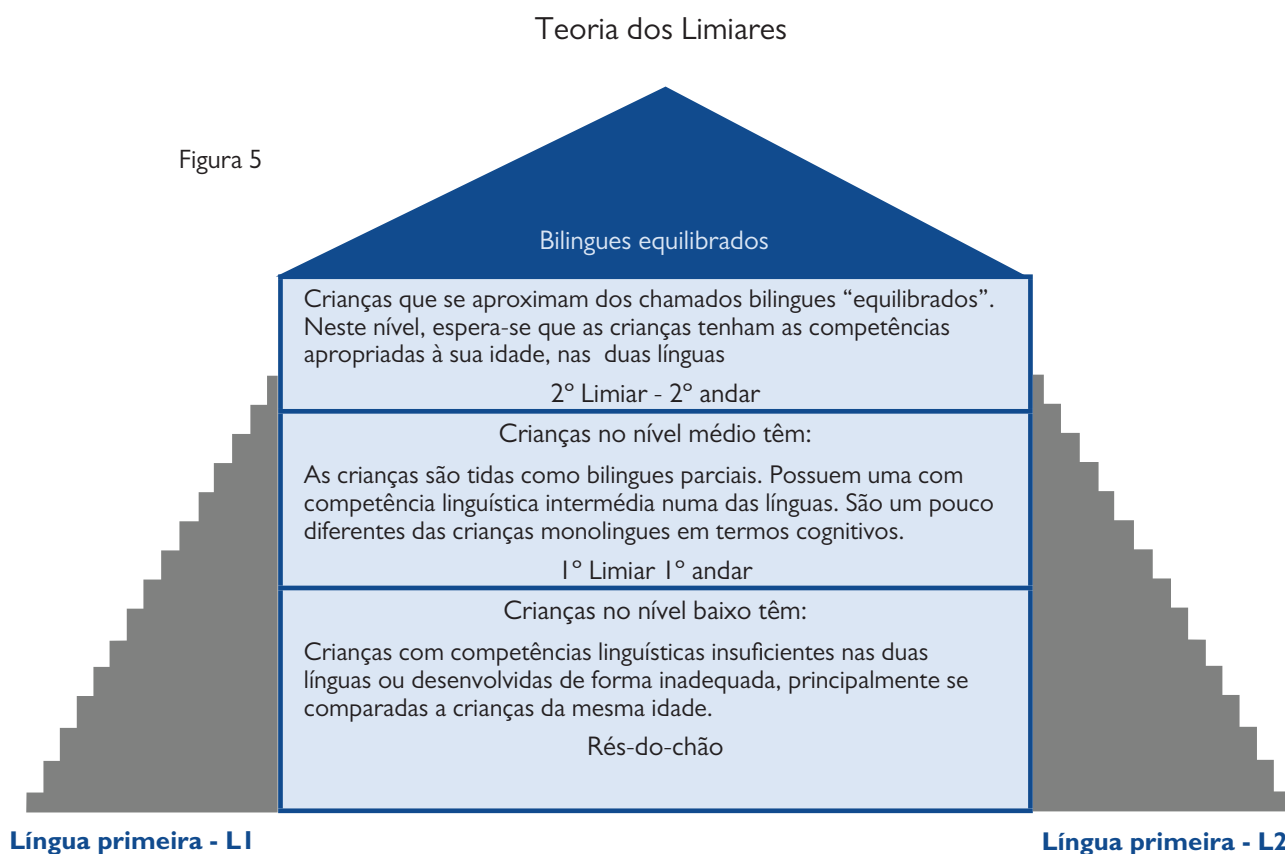 Teoria dos Limiares
Figura 5
Bilingues equilibrados
Crianças que se aproximam dos chamados bilingues “equilibrados”.
Neste nível, espera-se que as crianças tenham as competências
apropriadas à sua idade, nas duas línguas
2º Limiar - 2º andar
Crianças no nível médio têm:
As crianças são tidas como bilingues parciais. Possuem uma com
competência linguística intermédia numa das línguas. São um pouco
diferentes das crianças monolingues em termos cognitivos.
1º Limiar 1º andar
Crianças no nível baixo têm:
Crianças com competências linguísticas insuficientes nas duas
línguas ou desenvolvidas de forma inadequada, principalmente se
comparadas a crianças da mesma idade.
Rés-do-chão
Língua primeira - L1
Língua primeira - L2